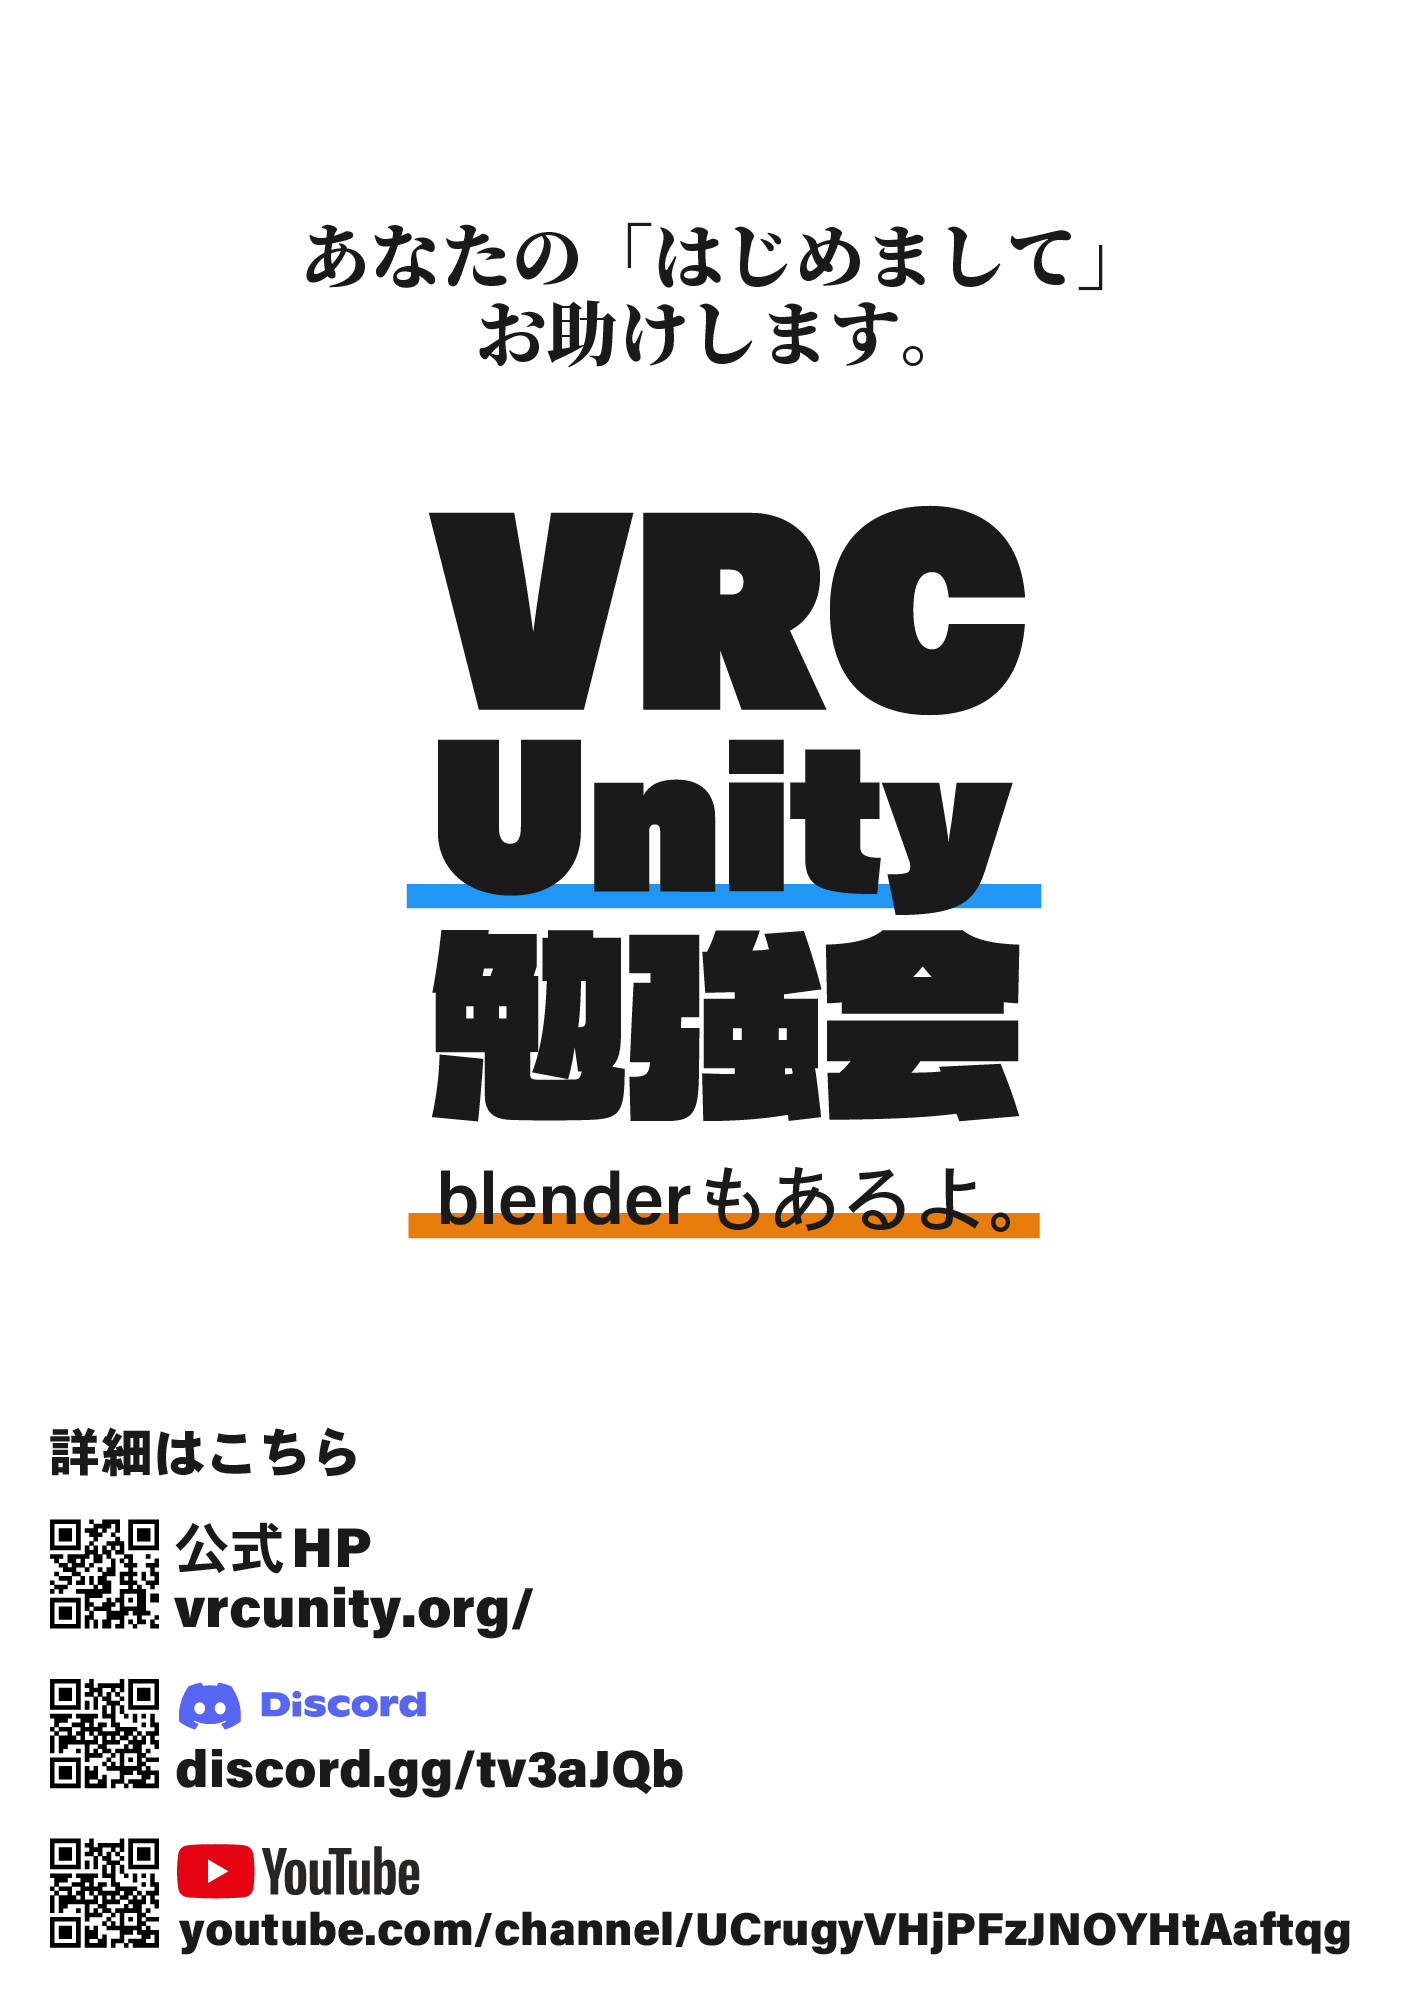 あなたの「はじめまして」
お助けします。
VRC
Unity
勉強会
blenderもあるよ。
詳細はこちら
公式HP
vrcunity.org/
Discord
discord.gg/tv3aJQb
YouTube
youtube.com/channel/UCrugyVHjPFzJNOYHtAaftqg